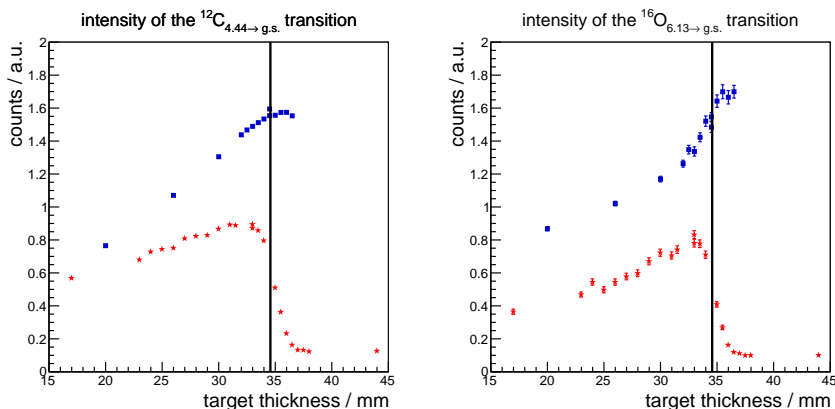 intensity of the ¹²C₄.₄₄→ g.s. transition
counts / a.u.
2
1.8
1.6
1.4
1.2
1
0.8
0.6
0.4
0.2
0
15 20 25 30 35 40 45
target thickness / mm
intensity of the ¹⁶O₆.₁₃→ g.s. transition
counts / a.u.
2
1.8
1.6
1.4
1.2
1
0.8
0.6
0.4
0.2
0
15 20 25 30 35 40 45
target thickness / mm